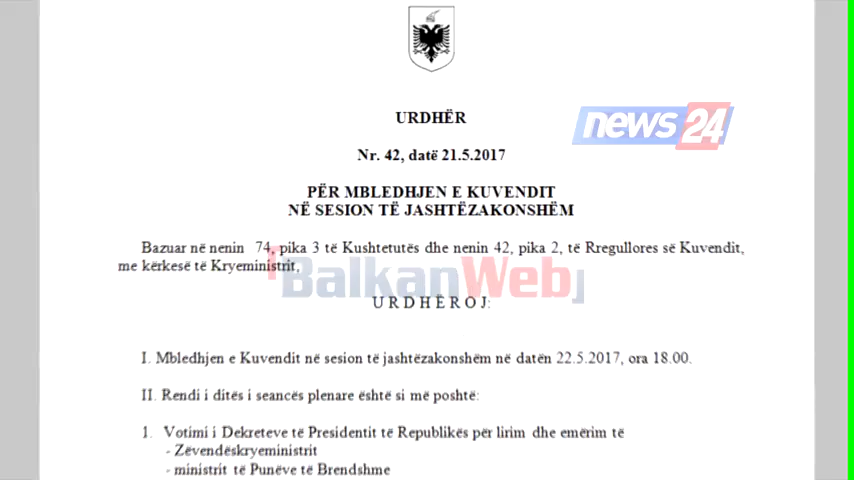 URDHËR
news 24
Nr. 42, datë 21.5.2017
PËR MBLEDHJEN E KUVENDIT
NË SESION TË JASHTËZAKONSHËM
Bazuar në nenin 74, pika 3 të Kushtetutës dhe nenin 42, pika 2, të Rregullores së Kuvendit,
me kërkesë të Kryeministrit,
BalkanWeb
URDHËROJ:
I. Mbledhjen e Kuvendit në sesion të jashtëzakonshëm në datën 22.5.2017, ora 18.00.
II. Rendi i ditës i seancës plenare është si më poshtë:
1. Votimi i Dekreteve të Presidentit të Republikës për lirim dhe emërim të
- Zëvendëskryeministrit
- ministrit të Punëve të Brendshme